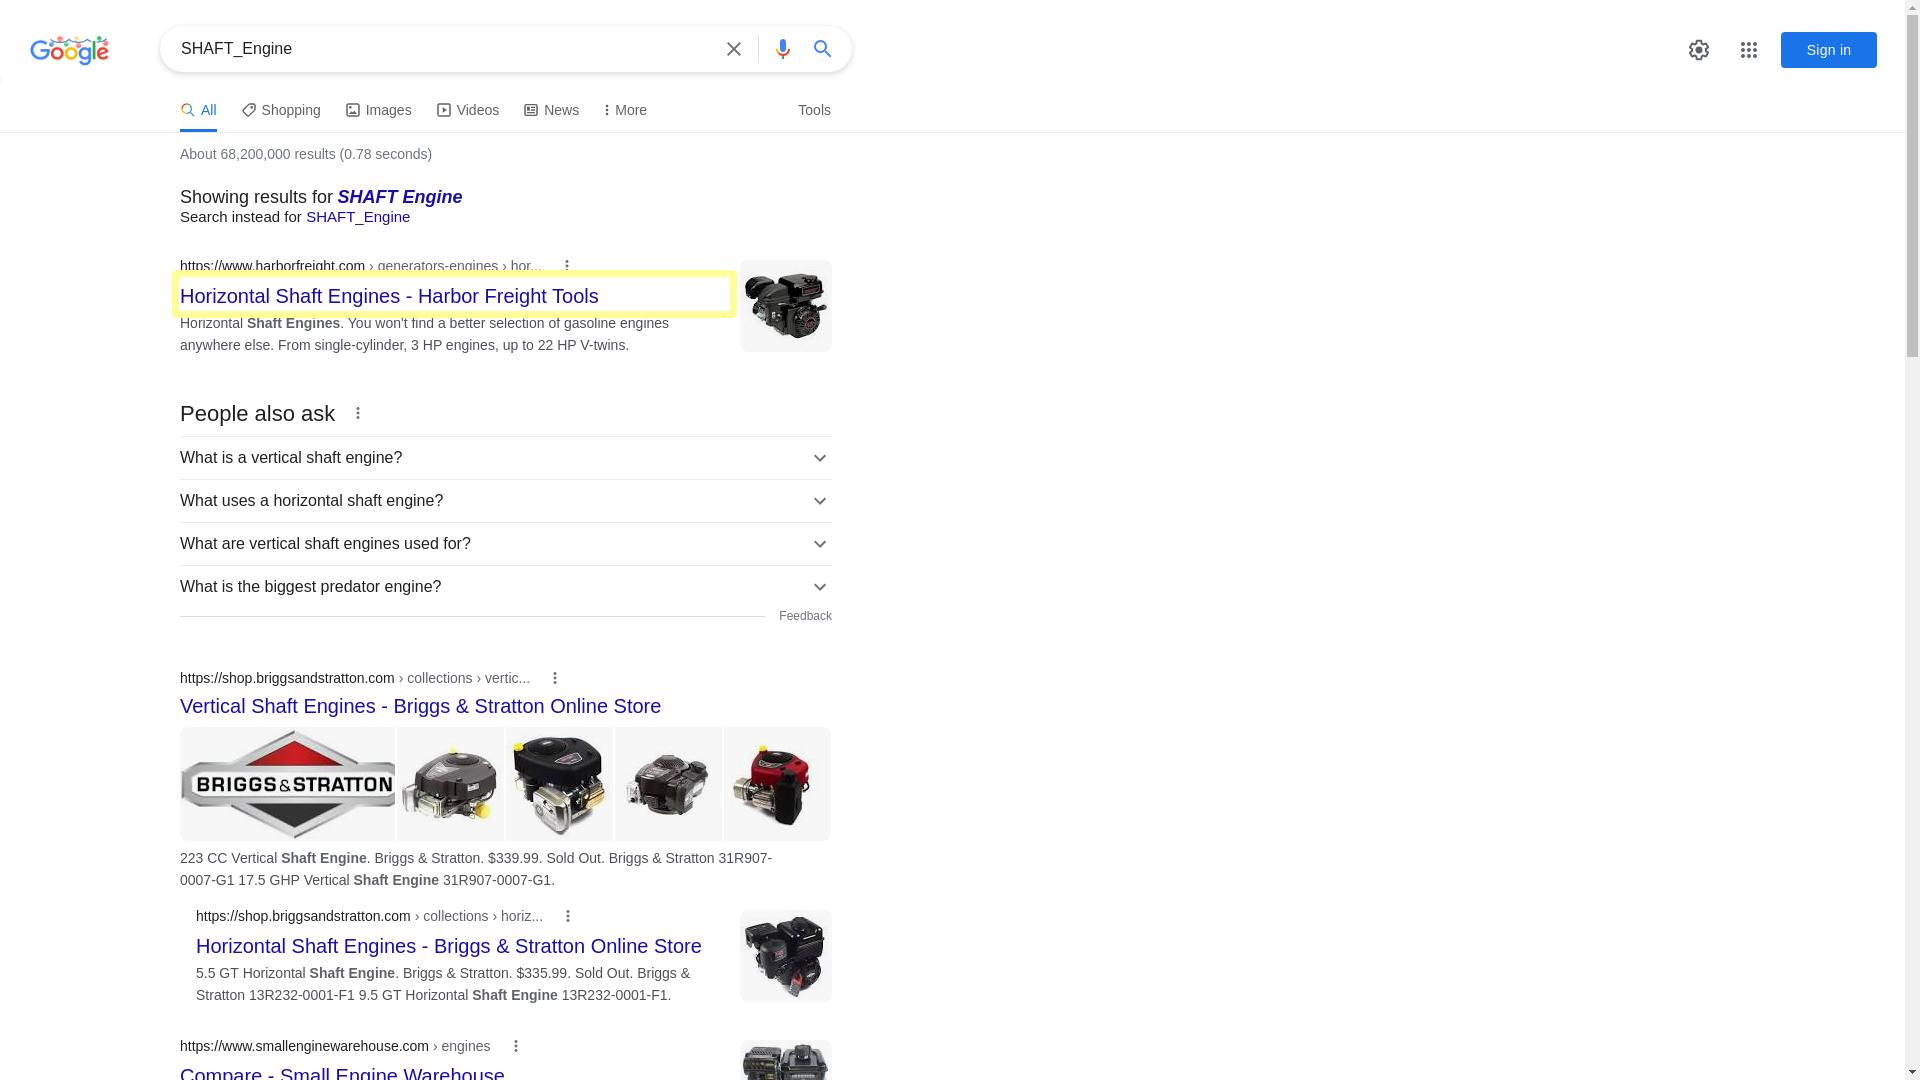 Google
SHAFT_Engine
Sign in
All
Shopping
Images
Videos
News
More
Tools
About 68,200,000 results (0.78 seconds)
Showing results for SHAFT Engine
Search instead for SHAFT_Engine
https://www.harborfreight.com › generators-engines › hor...
Horizontal Shaft Engines - Harbor Freight Tools
Horizontal Shaft Engines. You won't find a better selection of gasoline engines
anywhere else. From single-cylinder, 3 HP engines, up to 22 HP V-twins.
People also ask
What is a vertical shaft engine?
What uses a horizontal shaft engine?
What are vertical shaft engines used for?
What is the biggest predator engine?
Feedback
https://shop.briggsandstratton.com › collections › vertic...
Vertical Shaft Engines - Briggs & Stratton Online Store
BRIGGS&STRATTON
223 CC Vertical Shaft Engine. Briggs & Stratton. $339.99. Sold Out. Briggs & Stratton 31R907-
0007-G1 17.5 GHP Vertical Shaft Engine 31R907-0007-G1.
https://shop.briggsandstratton.com › collections › horiz...
Horizontal Shaft Engines - Briggs & Stratton Online Store
5.5 GT Horizontal Shaft Engine. Briggs & Stratton. $335.99. Sold Out. Briggs &
Stratton 13R232-0001-F1 9.5 GT Horizontal Shaft Engine 13R232-0001-F1.
https://www.smallenginewarehouse.com › engines
Compare - Small Engine Warehouse